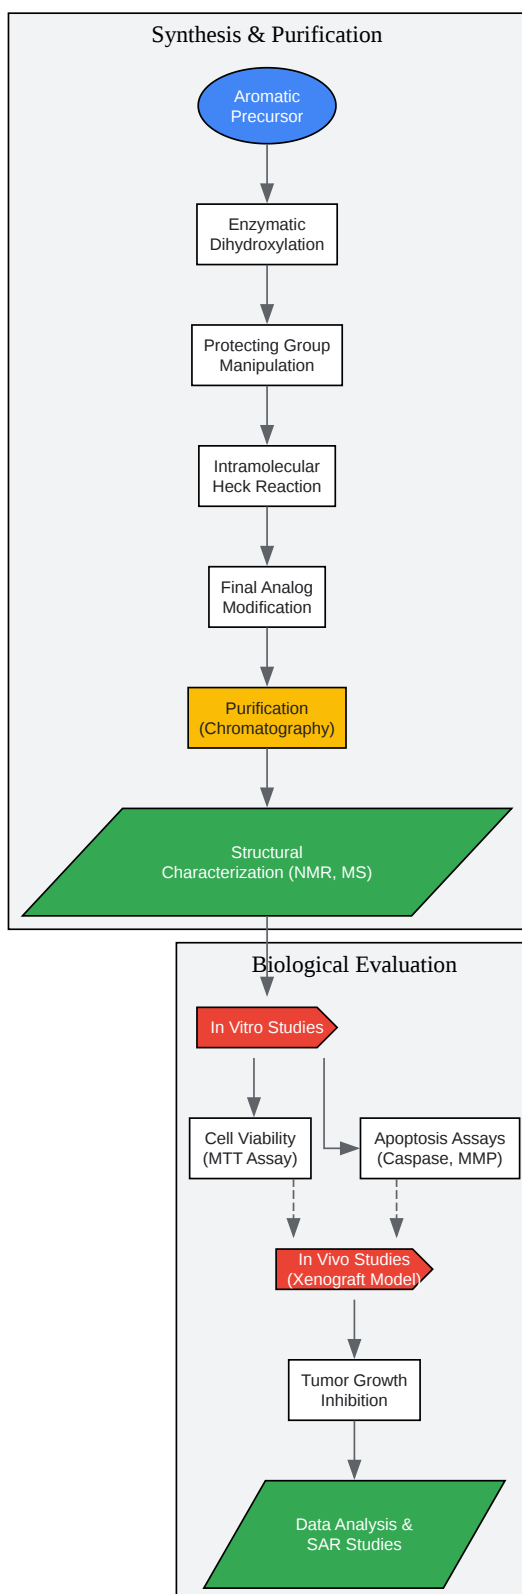 Synthesis & Purification
Aromatic
Precursor
Enzymatic
Dihydroxylation
Protecting Group
Manipulation
Intramolecular
Heck Reaction
Final Analog
Modification
Purification
(Chromatography)
Structural
Characterization (NMR, MS)
Biological Evaluation
In Vitro Studies
Cell Viability
(MTT Assay)
Apoptosis Assays
(Caspase, MMP)
In Vivo Studies
(Xenograft Model)
Tumor Growth
Inhibition
Data Analysis &
SAR Studies